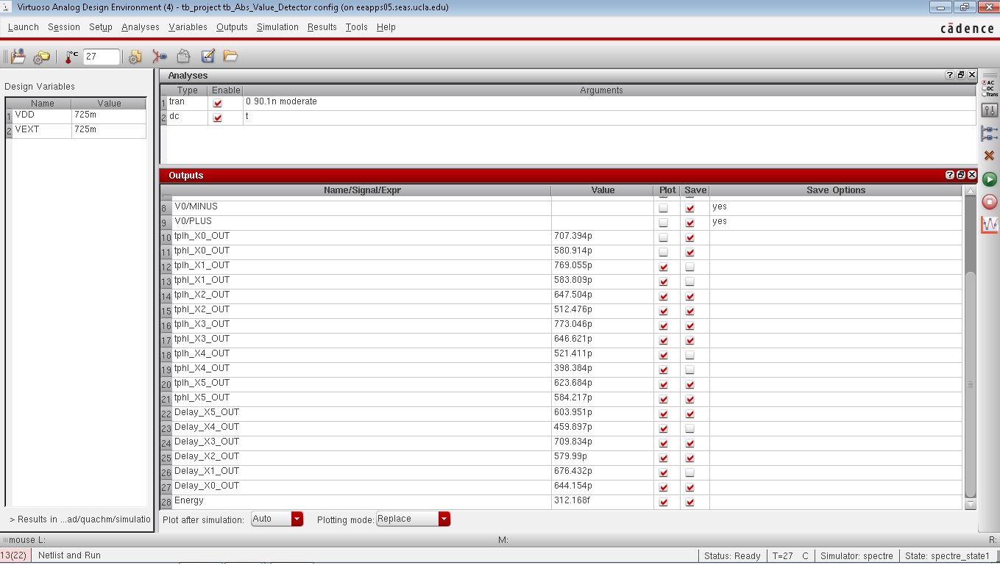 Virtuoso Analog Design Environment (4) - tb_project tb_Abs_Value_Detector config (on eeapps05.seas.ucla.edu)
Launch Session Setup Analyses Variables Outputs Simulation Results Tools Help
cādence
°C 27
Design Variables
Name Value
1 VDD 725m
2 VEXT 725m
> Results in ...ad/quachm/simulatio
Analyses
Type Enable Arguments
1 tran 0 90.1n moderate
2 dc t
AC
DC
Trans
Outputs
Name/Signal/Expr Value Plot Save Save Options
8 V0/MINUS yes
9 V0/PLUS yes
10 tplh_X0_OUT 707.394p
11 tphl_X0_OUT 580.914p
12 tplh_X1_OUT 769.055p
13 tphl_X1_OUT 583.809p
14 tplh_X2_OUT 647.504p
15 tphl_X2_OUT 512.476p
16 tplh_X3_OUT 773.046p
17 tphl_X3_OUT 646.621p
18 tplh_X4_OUT 521.411p
19 tphl_X4_OUT 398.384p
20 tplh_X5_OUT 623.684p
21 tphl_X5_OUT 584.217p
22 Delay_X5_OUT 603.951p
23 Delay_X4_OUT 459.897p
24 Delay_X3_OUT 709.834p
25 Delay_X2_OUT 579.99p
26 Delay_X1_OUT 676.432p
27 Delay_X0_OUT 644.154p
28 Energy 312.168f
Plot after simulation: Auto Plotting mode: Replace
mouse L: M: R:
13(22) Netlist and Run Status: Ready T=27 C Simulator: spectre State: spectre_state1